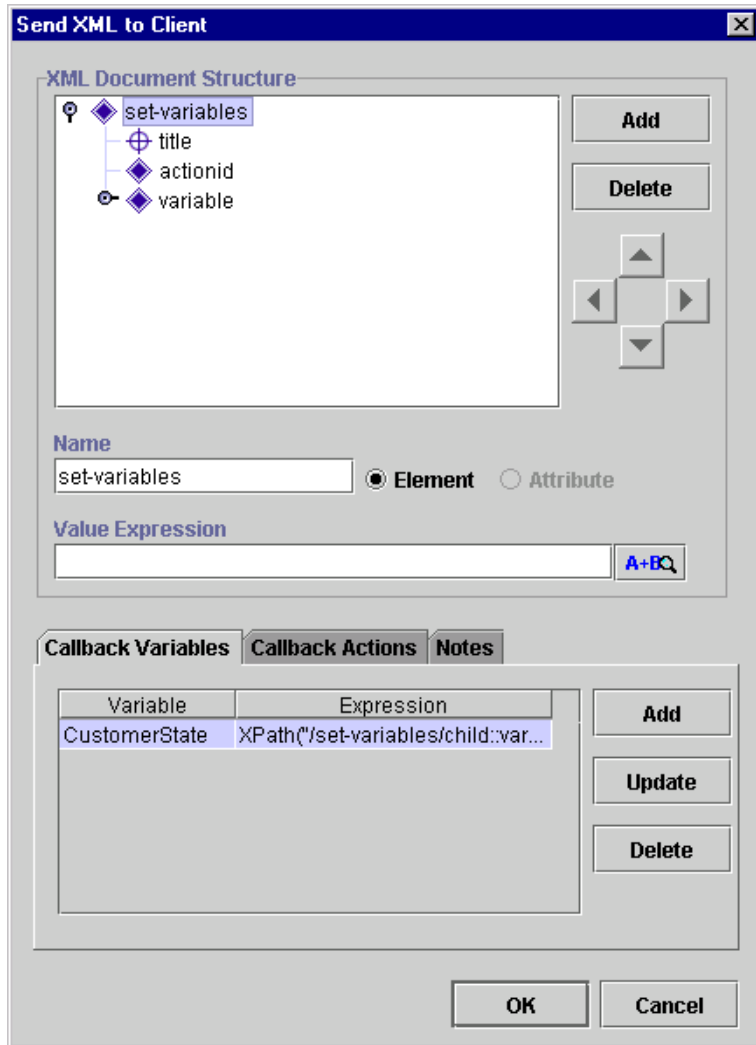 Send XML to Client
XML Document Structure
set-variables
title
actionid
variable
Add
Delete
Name
set-variables
Element
Attribute
Value Expression
A+B
Callback Variables
Callback Actions
Notes
Variable
Expression
CustomerState
XPath("/set-variables/child::var...
Add
Update
Delete
OK
Cancel